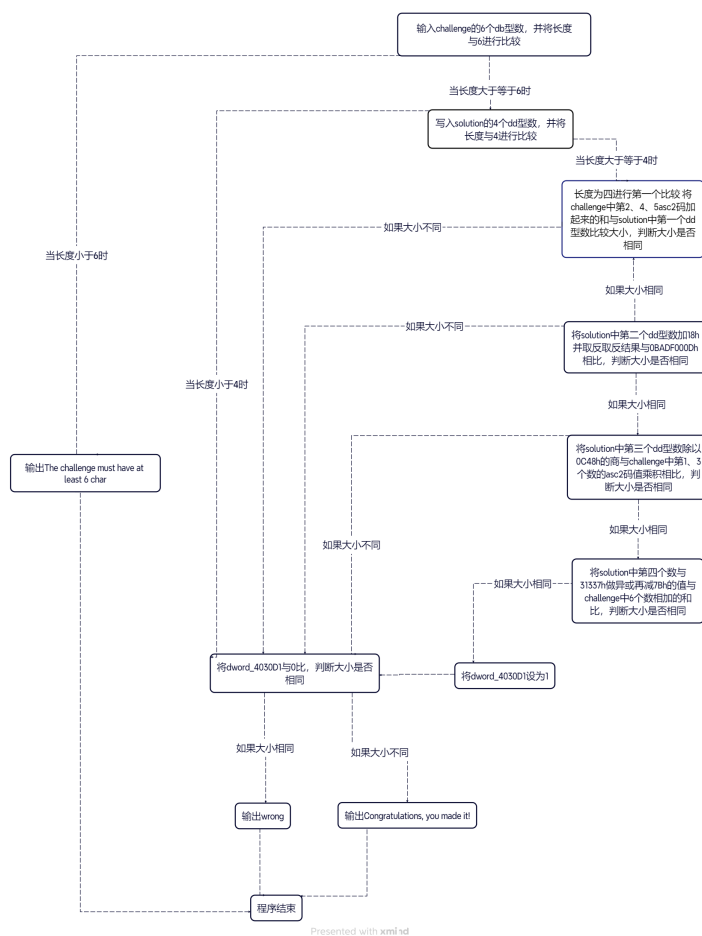 输入challenge的6个db型数，并将长度
与6进行比较
当长度大于等于6时
写入solution的4个dd型数，并将
长度与4进行比较
当长度大于等于4时
长度为四进行第一个比较 将
challenge中第2、4、5asc2码加
起来的和与solution中第一个dd
型数比较大小，判断大小是否
相同
如果大小不同
当长度小于6时
如果大小相同
将solution中第二个dd型数加18h
并取反取反结果与0BADF000Dh
相比，判断大小是否相同
如果大小不同
当长度小于4时
如果大小相同
将solution中第三个dd型数除以
0C48h的商与challenge中第1、3
个数的asc2码值乘积相比，判
断大小是否相同
输出The challenge must have at
least 6 char
如果大小不同
如果大小相同
将solution中第四个数与
31337h做异或再减7Bh的值与
challenge中6个数相加的和
比，判断大小是否相同
如果大小相同
将dword_4030D1与0比，判断大小是否
相同
将dword_4030D1设为1
如果大小相同
如果大小不同
输出wrong
输出Congratulations, you made it!
程序结束
Presented with xmind